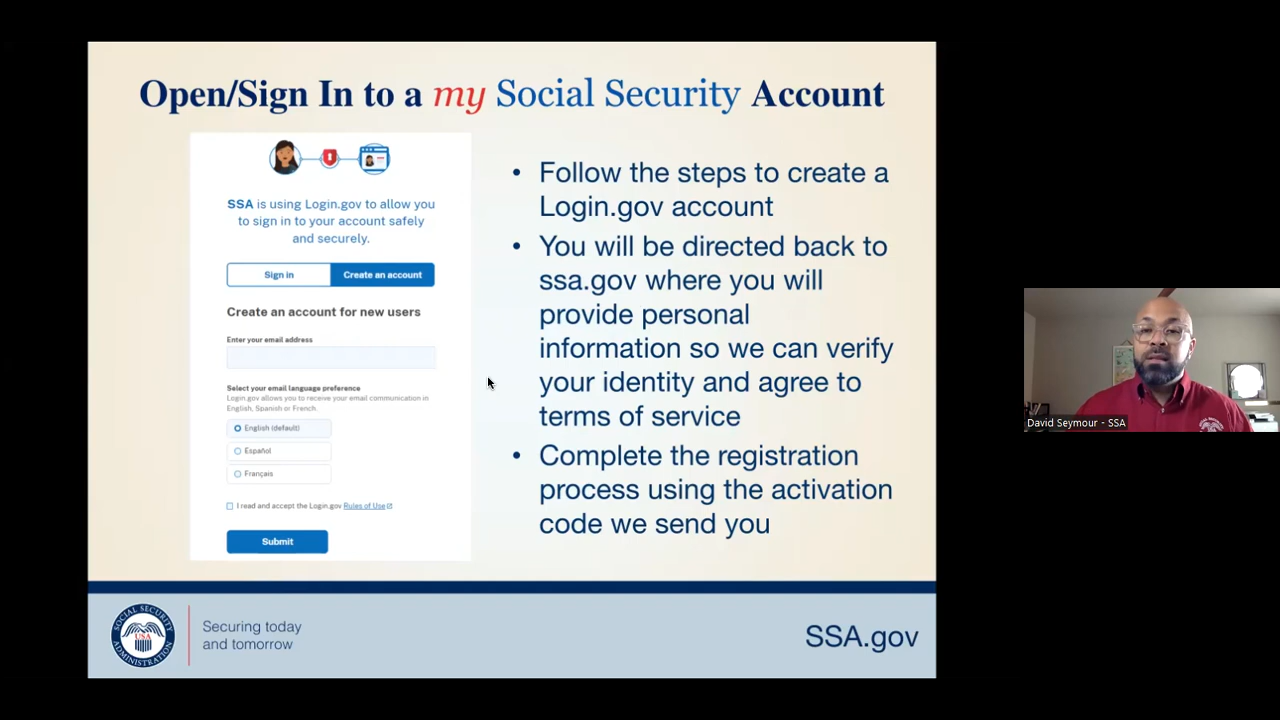 Open/Sign In to a my Social Security Account
SSA is using Login.gov to allow you
to sign in to your account safely
and securely.
Sign in
Create an account
Create an account for new users
Enter your email address
Select your email language preference
Login.gov allows you to receive your email communication in
English, Spanish or French.
English (default)
Español
Français
I read and accept the Login.gov Rules of Use
Submit
• Follow the steps to create a
Login.gov account
• You will be directed back to
ssa.gov where you will
provide personal
information so we can verify
your identity and agree to
terms of service
• Complete the registration
process using the activation
code we send you
SOCIAL SECURITY
USA
ADMINISTRATION
Securing today
and tomorrow
SSA.gov
David Seymour - SSA